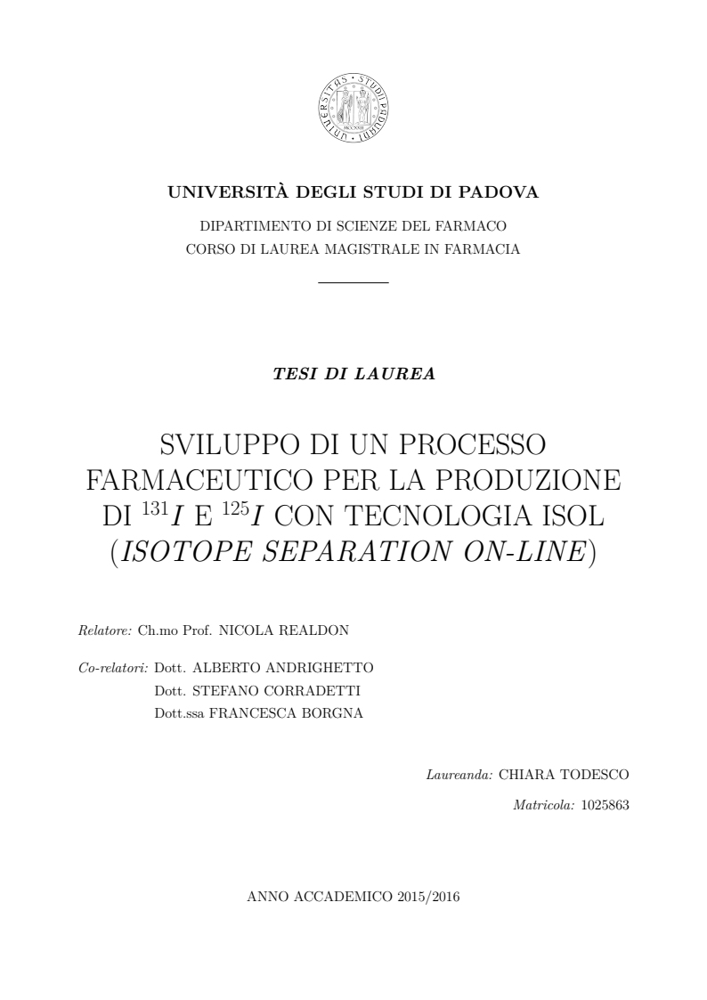 UNIVERSITAS • STUDII PADUANI •
MCCXXII
UNIVERSITÀ DEGLI STUDI DI PADOVA
DIPARTIMENTO DI SCIENZE DEL FARMACO
CORSO DI LAUREA MAGISTRALE IN FARMACIA
TESI DI LAUREA
SVILUPPO DI UN PROCESSO
FARMACEUTICO PER LA PRODUZIONE
DI ¹³¹I E ¹²⁵I CON TECNOLOGIA ISOL
(ISOTOPE SEPARATION ON-LINE)
Relatore: Ch.mo Prof. NICOLA REALDON
Co-relatori: Dott. ALBERTO ANDRIGHETTO
Dott. STEFANO CORRADETTI
Dott.ssa FRANCESCA BORGNA
Laureanda: CHIARA TODESCO
Matricola: 1025863
ANNO ACCADEMICO 2015/2016